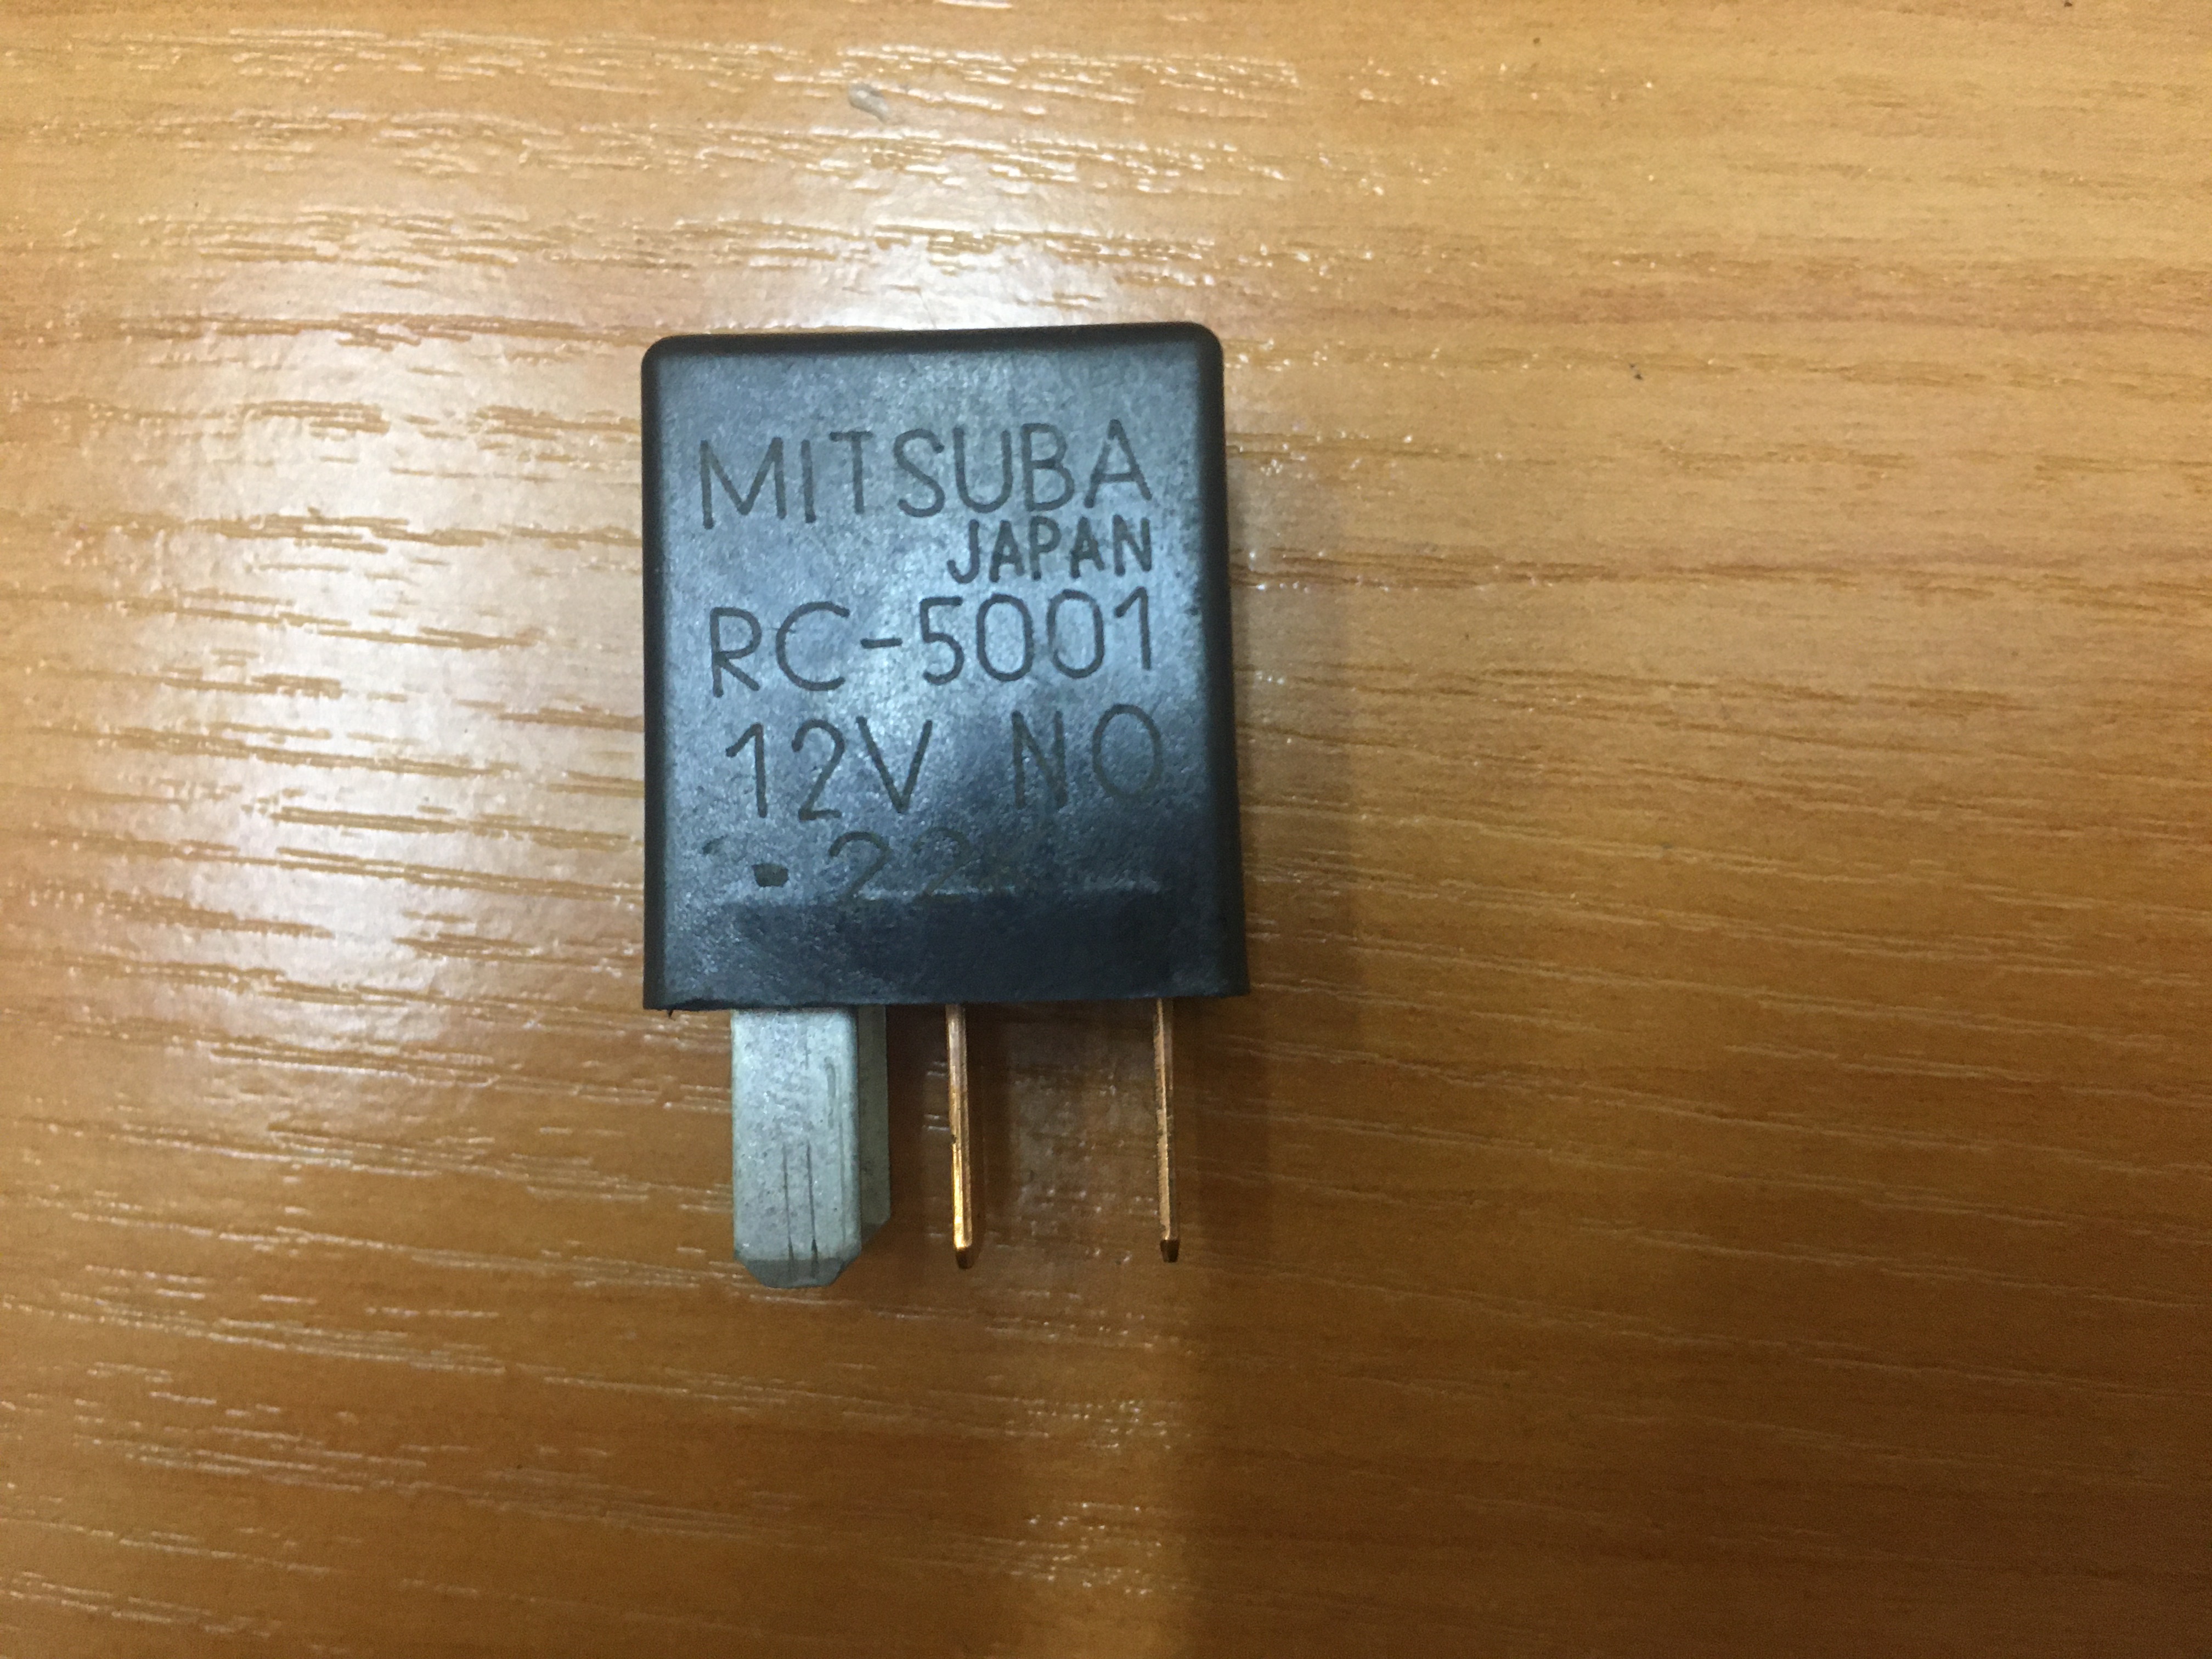 MITSUBA
JAPAN
RC-5001
12V NO